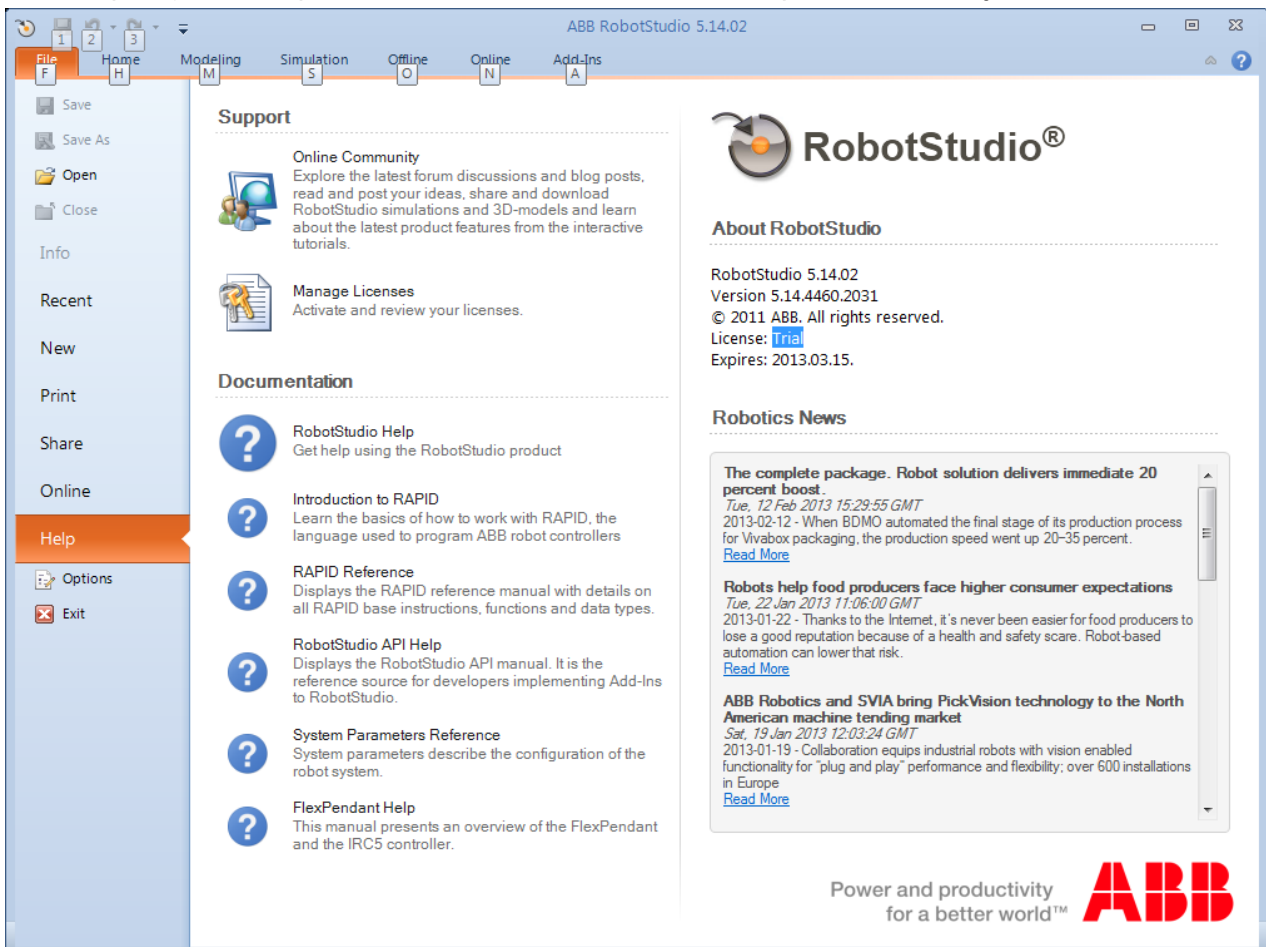 ABB RobotStudio 5.14.02
1 2 3
File Home Modeling Simulation Offline Online Add-Ins
F H M S O N A
Save
Save As
Open
Close
Info
Recent
New
Print
Share
Online
Help
Options
Exit
Support
Online Community
Explore the latest forum discussions and blog posts,
read and post your ideas, share and download
RobotStudio simulations and 3D-models and learn
about the latest product features from the interactive
tutorials.
Manage Licenses
Activate and review your licenses.
Documentation
RobotStudio Help
Get help using the RobotStudio product
Introduction to RAPID
Learn the basics of how to work with RAPID, the
language used to program ABB robot controllers
RAPID Reference
Displays the RAPID reference manual with details on
all RAPID base instructions, functions and data types.
RobotStudio API Help
Displays the RobotStudio API manual. It is the
reference source for developers implementing Add-Ins
to RobotStudio.
System Parameters Reference
System parameters describe the configuration of the
robot system.
FlexPendant Help
This manual presents an overview of the FlexPendant
and the IRC5 controller.
RobotStudio®
About RobotStudio
RobotStudio 5.14.02
Version 5.14.4460.2031
© 2011 ABB. All rights reserved.
License: Trial
Expires: 2013.03.15.
Robotics News
The complete package. Robot solution delivers immediate 20
percent boost.
Tue, 12 Feb 2013 15:29:55 GMT
2013-02-12 - When BDMO automated the final stage of its production process
for Vivabox packaging, the production speed went up 20–35 percent.
Read More
Robots help food producers face higher consumer expectations
Tue, 22 Jan 2013 11:06:00 GMT
2013-01-22 - Thanks to the Internet, it's never been easier for food producers to
lose a good reputation because of a health and safety scare. Robot-based
automation can lower that risk.
Read More
ABB Robotics and SVIA bring PickVision technology to the North
American machine tending market
Sat, 19 Jan 2013 12:03:24 GMT
2013-01-19 - Collaboration equips industrial robots with vision enabled
functionality for "plug and play" performance and flexibility; over 600 installations
in Europe
Read More
Power and productivity
for a better world™
ABB